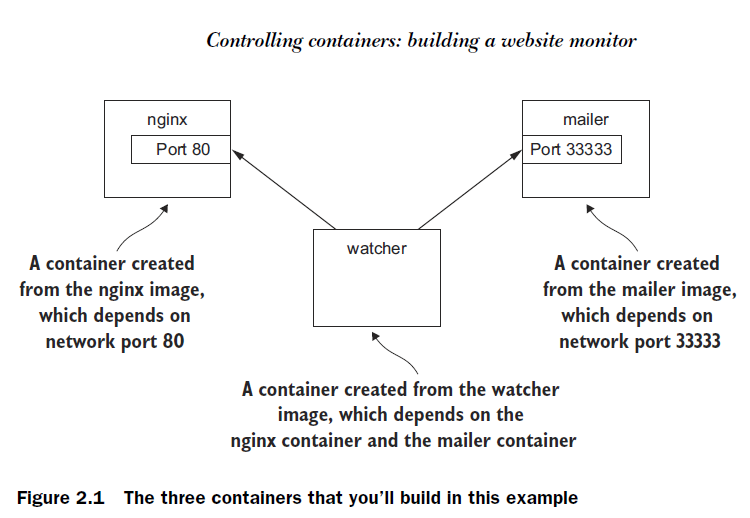 Controlling containers: building a website monitor
nginx
Port 80
mailer
Port 33333
watcher
A container created
from the nginx image,
which depends on
network port 80
A container created
from the mailer image,
which depends on
network port 33333
A container created from the watcher
image, which depends on the
nginx container and the mailer container
Figure 2.1 The three containers that you'll build in this example